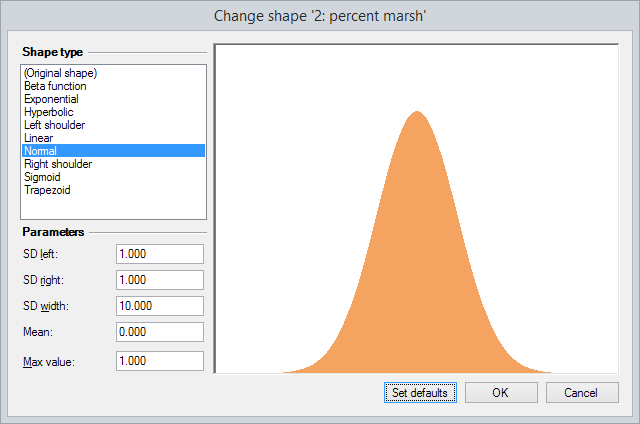 Change shape '2: percent marsh'
Shape type
(Original shape)
Beta function
Exponential
Hyperbolic
Left shoulder
Linear
Normal
Right shoulder
Sigmoid
Trapezoid
Parameters
SD left: 1.000
SD right: 1.000
SD width: 10.000
Mean: 0.000
Max value: 1.000
Set defaults OK Cancel